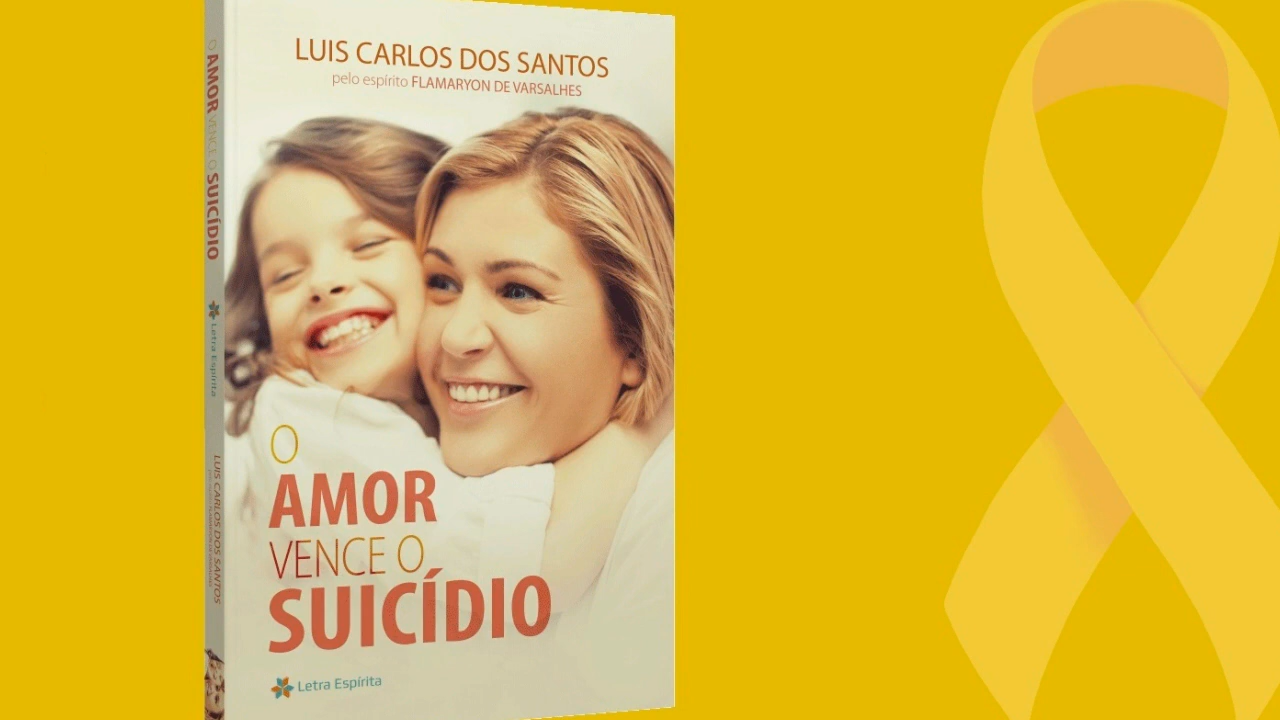 LUIS CARLOS DOS SANTOS
pelo espírito FLAMARYON DE VARSALHES
O
AMOR
VENCE O
SUICÍDIO
Letra Espírita
O AMOR VENCE O SUICÍDIO
Letra Espírita
LUIS CARLOS DOS SANTOS